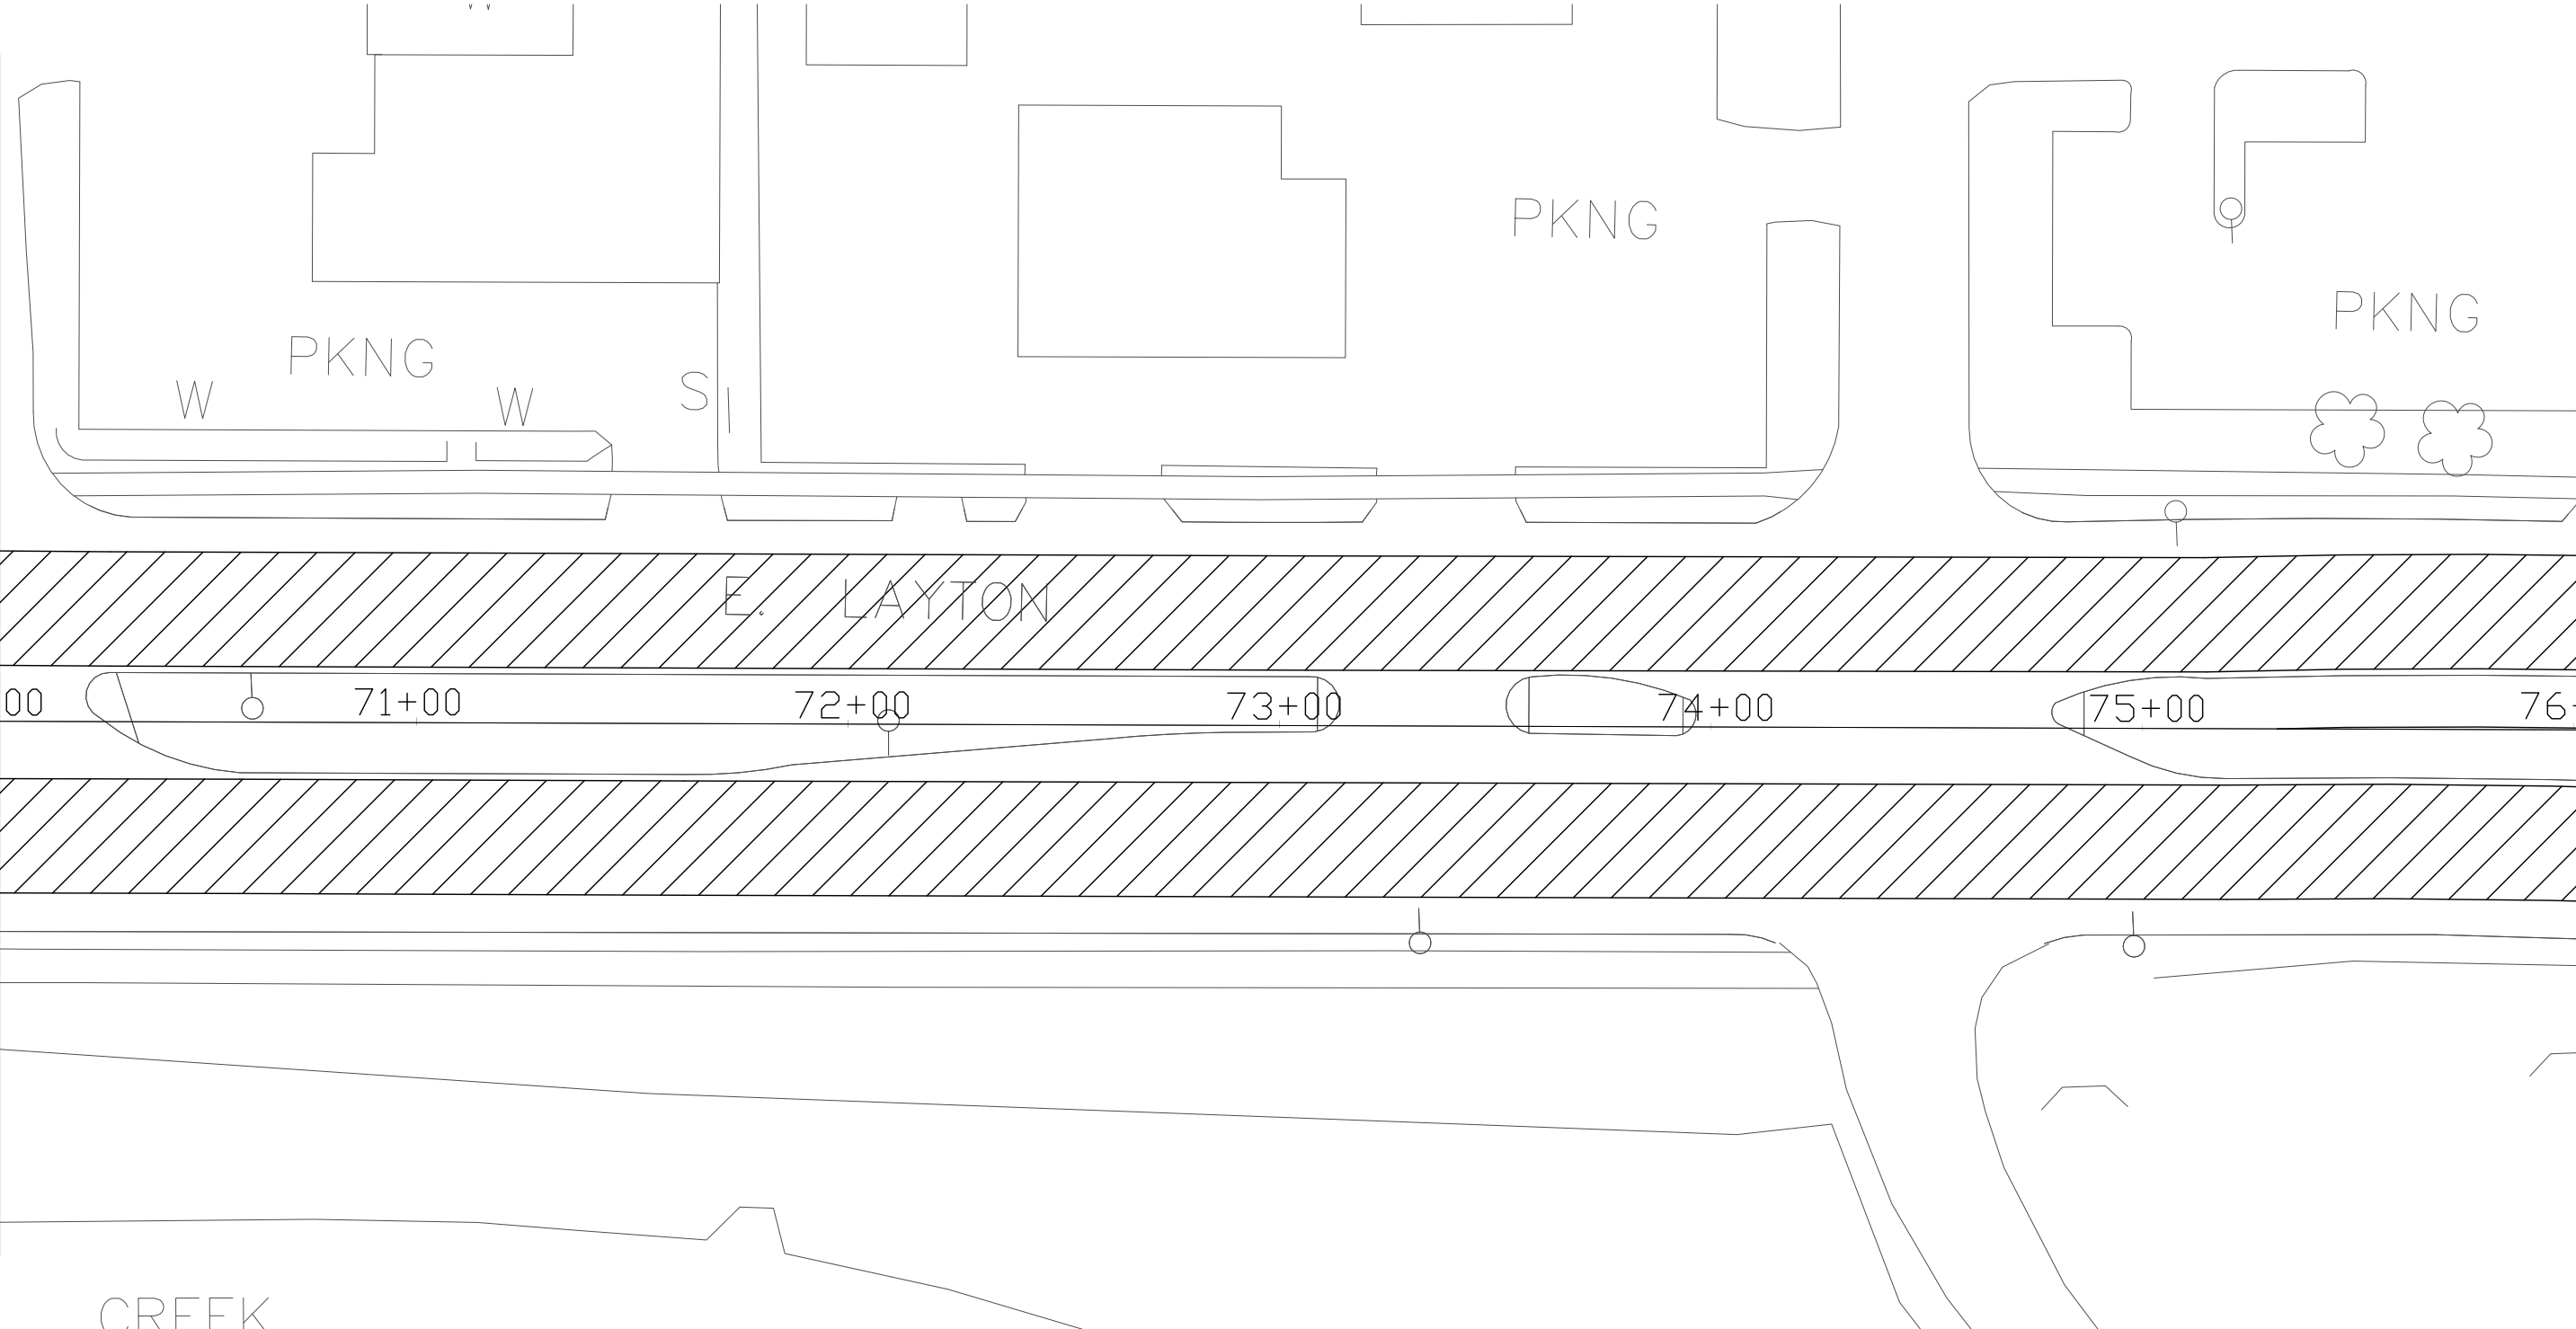 W
PKNG
PKNG
PKNG
W
W
S
E. LAYTON
00
71+00
72+00
73+00
74+00
75+00
76+
CREEK